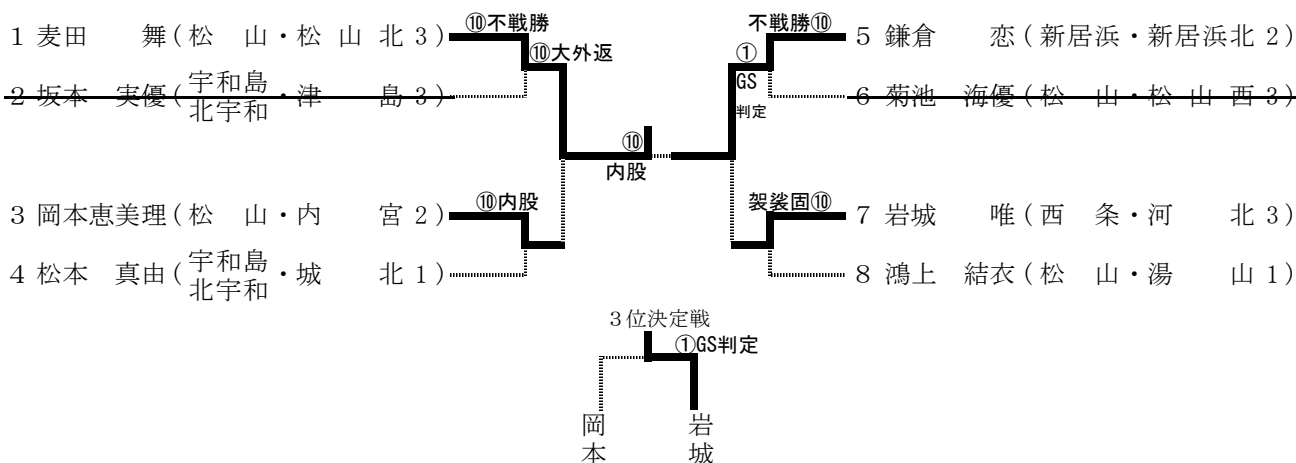 ⑩不戦勝
1 麦田 舞(松 山・松 山 北 3)
⑩大外返
2 坂本 実優(宇和島北宇和・津 島 3)
不戦勝⑩
5 鎌倉 恋(新居浜・新居浜北 2)
①
GS
判定
6 菊池 海優(松 山・松 山 西 3)
⑩
内股
⑩内股
3 岡本恵美理(松 山・内 宮 2)
4 松本 真由(宇和島北宇和・城 北 1)
袈裟固⑩
7 岩城 唯(西 条・河 北 3)
8 鴻上 結衣(松 山・湯 山 1)
3位決定戦
①GS判定
岡本
岩城